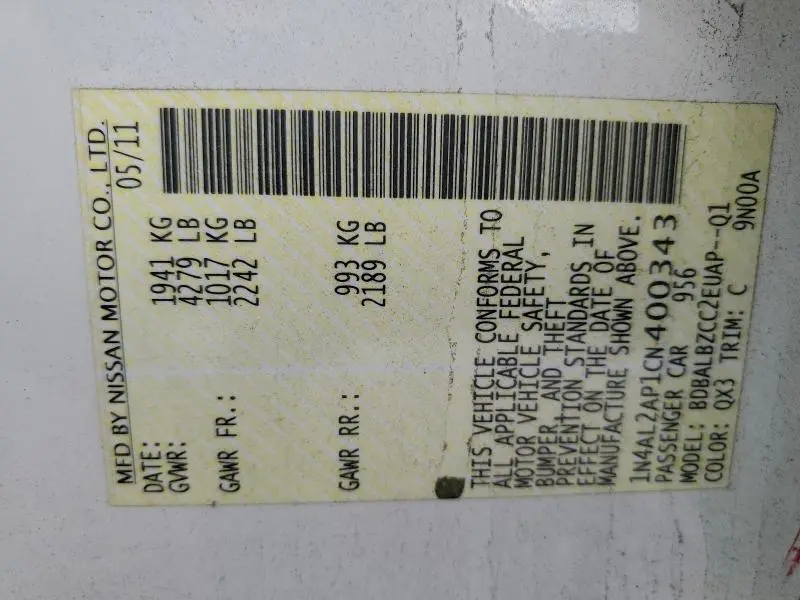 MFD BY NISSAN MOTOR CO., LTD.
DATE: 05/11
GVWR: 1941 KG
4279 LB
GAWR FR.: 1017 KG
2242 LB
GAWR RR.: 993 KG
2189 LB
THIS VEHICLE CONFORMS TO
ALL APPLICABLE FEDERAL
MOTOR VEHICLE SAFETY,
BUMPER, AND THEFT
PREVENTION STANDARDS IN
EFFECT ON THE DATE OF
MANUFACTURE SHOWN ABOVE.
1N4AL2AP1CN400343
PASSENGER CAR 956
MODEL: BDBALBZCC2EUAP--Q1
COLOR: QX3 TRIM: C 9N00A